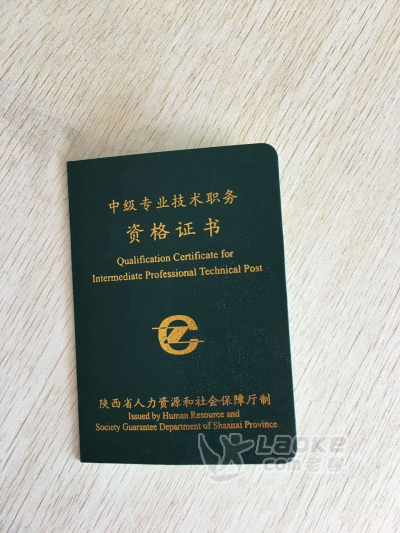 中级专业技术职务
资格证书
Qualification Certificate for
Intermediate Professional Technical Post
陕西省人力资源和社会保障厅制
Issued by Human Resource and
Society Guarantee Department of Shaanxi Province
Laoke